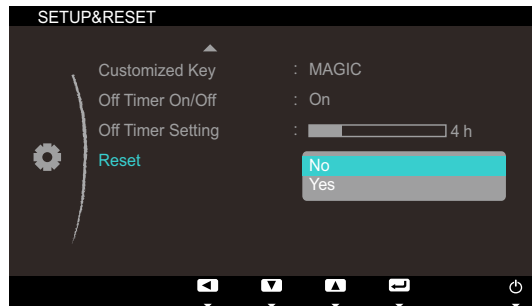 SETUP&RESET
Customized Key : MAGIC
Off Timer On/Off : On
Off Timer Setting : 4 h
Reset No
Yes